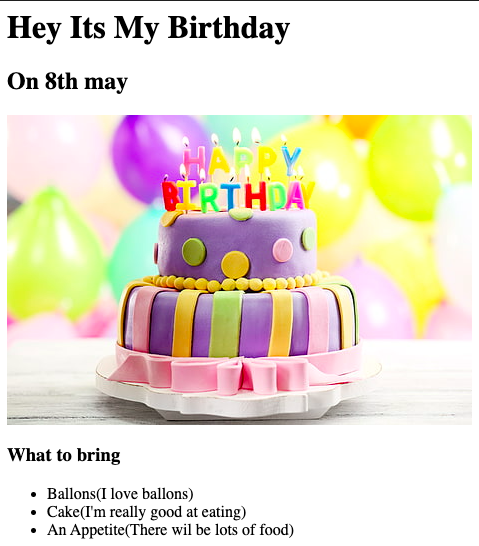 Hey Its My Birthday
On 8th may
HAPPY
BIRTHDAY
What to bring
Ballons(I love ballons)
Cake(I'm really good at eating)
An Appetite(There wil be lots of food)